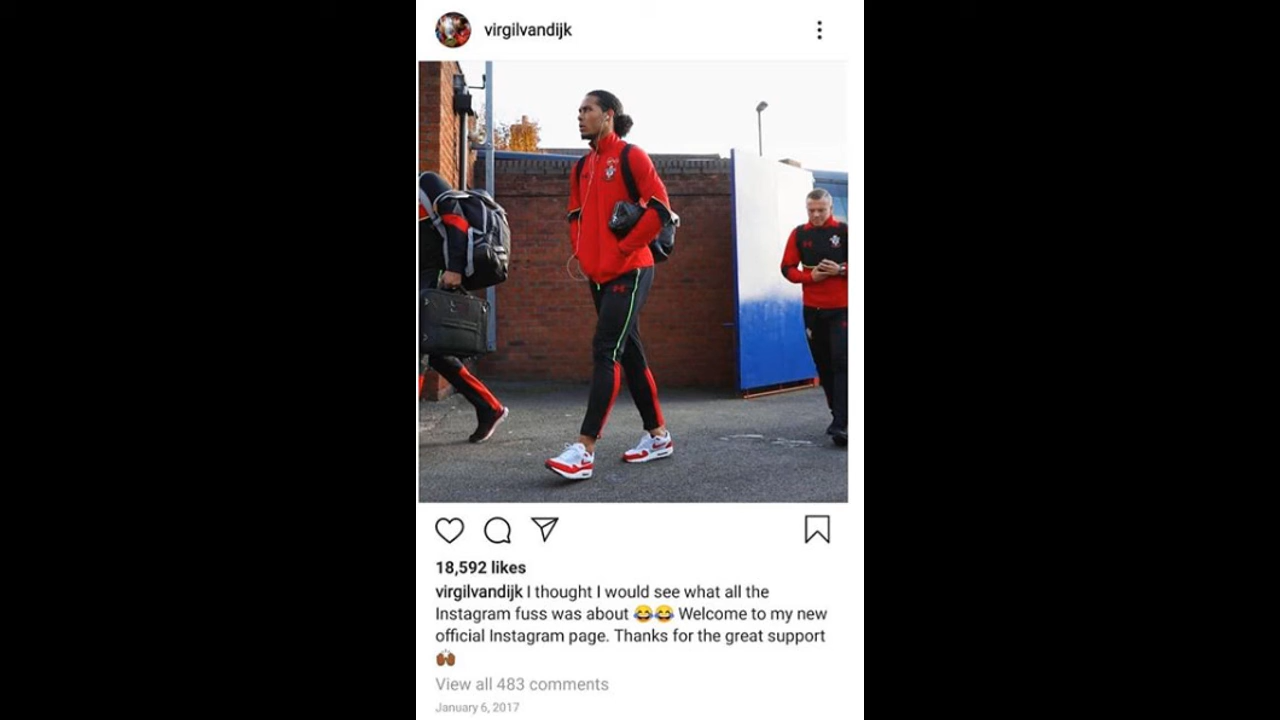 virgilvandijk
18,592 likes
virgilvandijk I thought I would see what all the
Instagram fuss was about 😂😂 Welcome to my new
official Instagram page. Thanks for the great support
🙌🏾
View all 483 comments
January 6, 2017